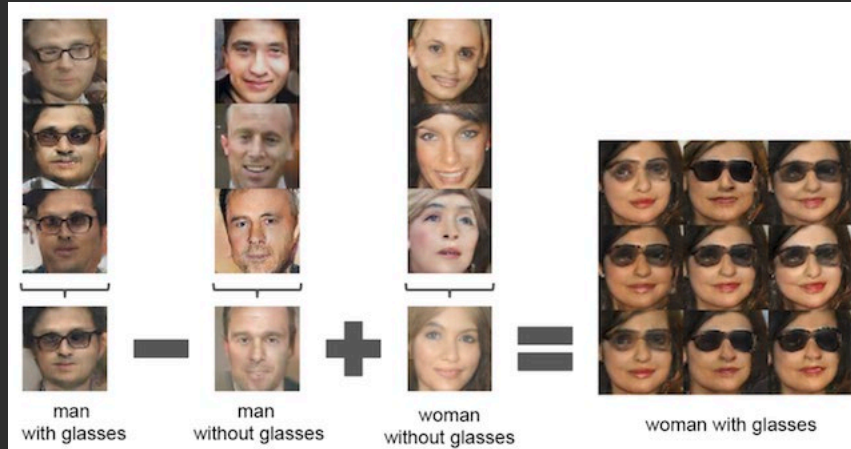 man
with glasses
man
without glasses
woman
without glasses
woman with glasses